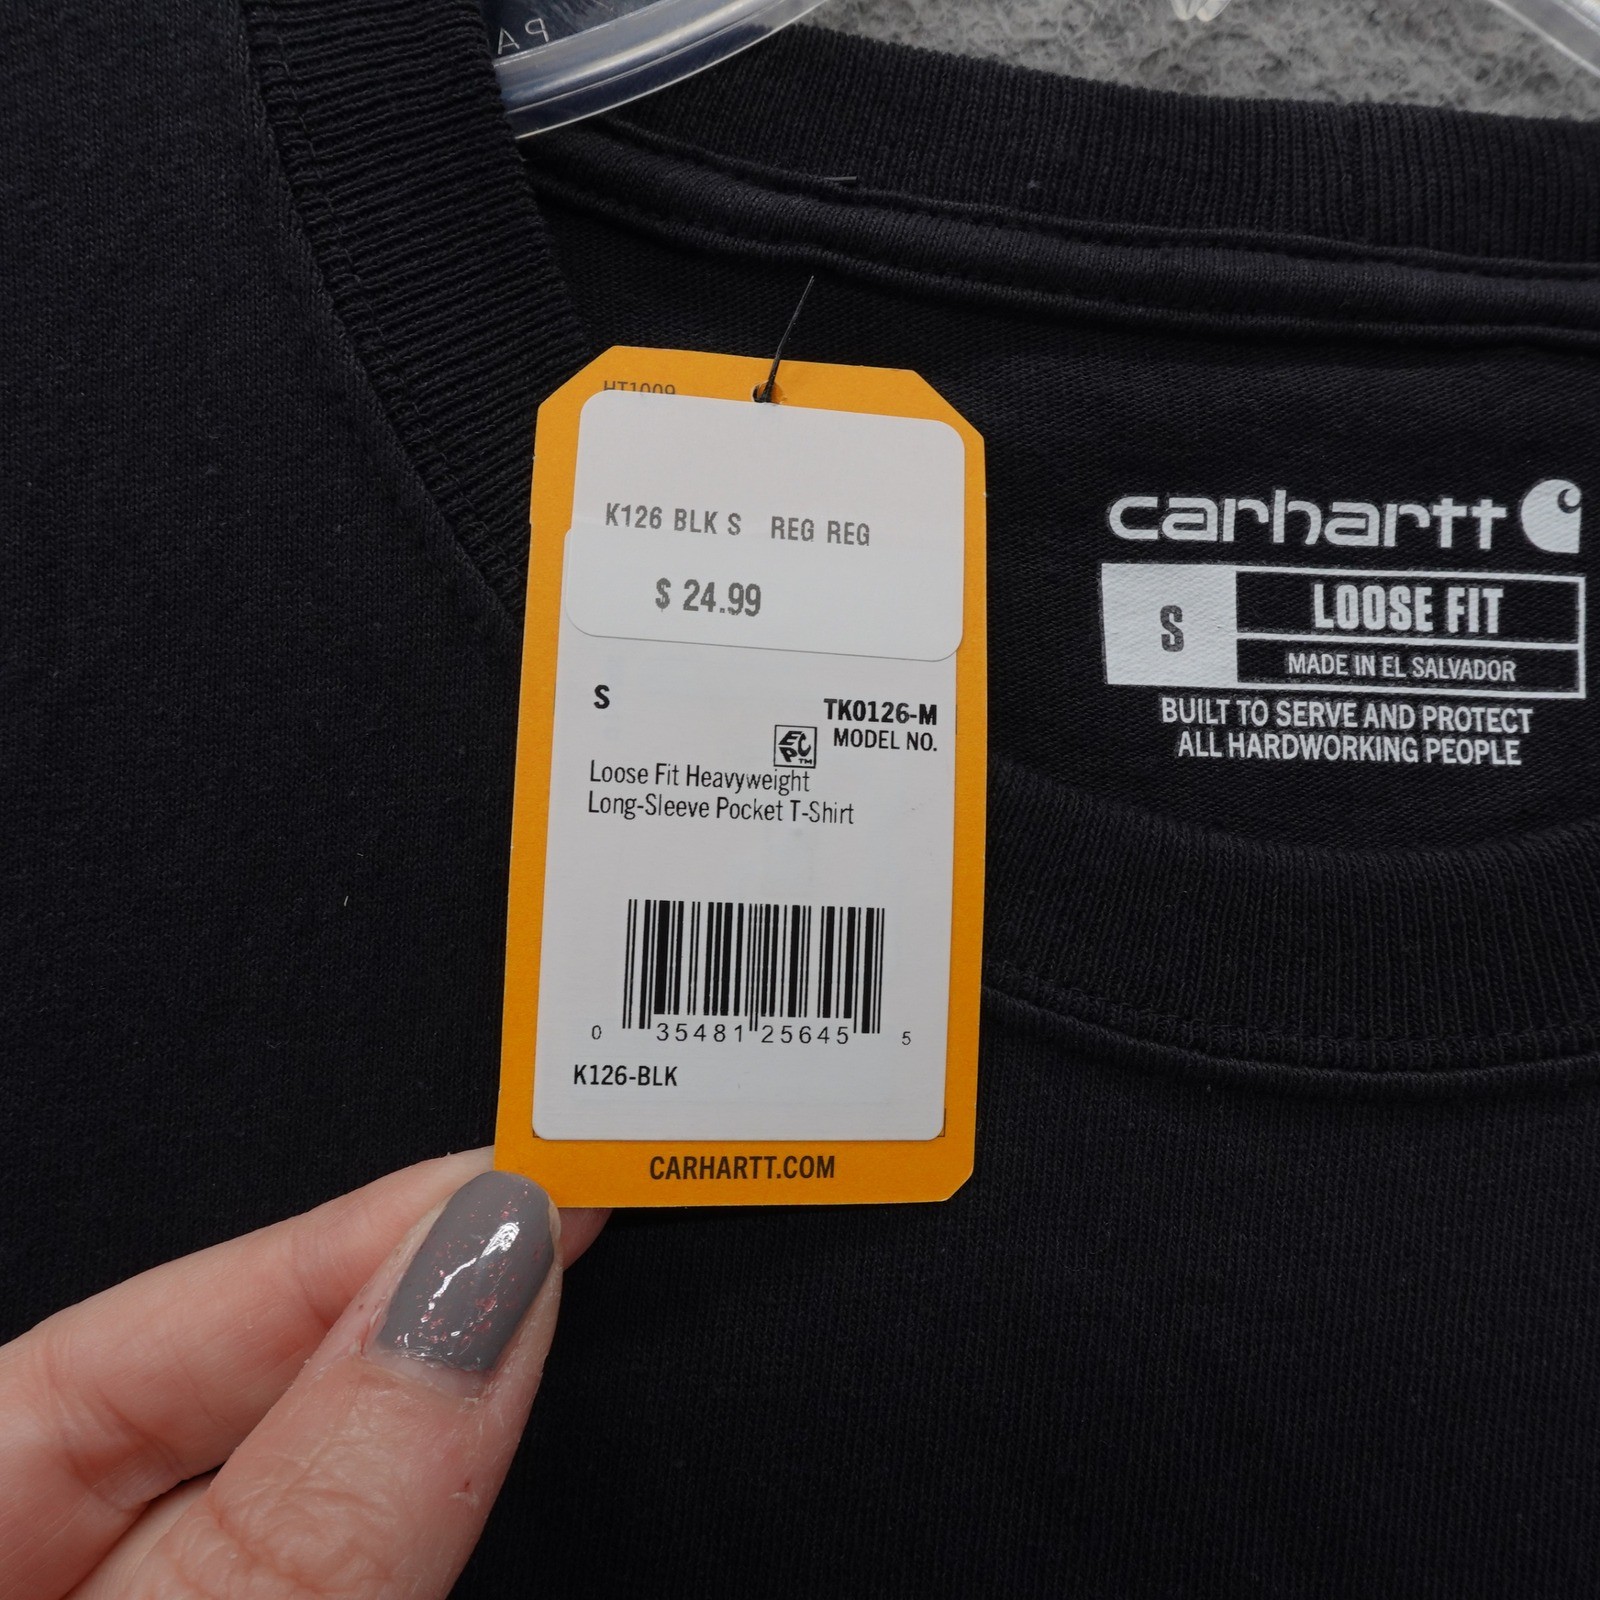 PA
HT1009
K126 BLK S REG REG
$ 24.99
S
TK0126-M
MODEL NO.
ECP™
Loose Fit Heavyweight
Long-Sleeve Pocket T-Shirt
0 35481 25645 5
K126-BLK
CARHARTT.COM
carhartt
S
LOOSE FIT
MADE IN EL SALVADOR
BUILT TO SERVE AND PROTECT
ALL HARDWORKING PEOPLE